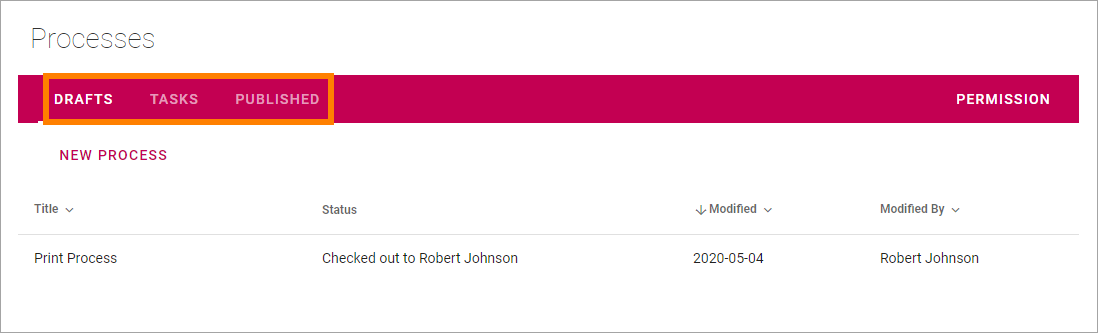 Processes
DRAFTS TASKS PUBLISHED PERMISSION
NEW PROCESS
Title Status Modified Modified By
Print Process Checked out to Robert Johnson 2020-05-04 Robert Johnson